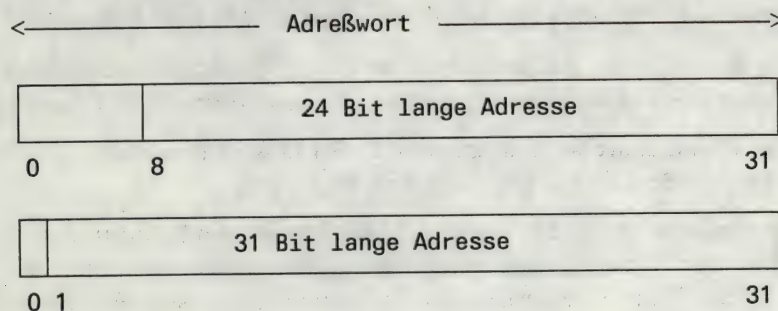 Adreßwort
24 Bit lange Adresse
0 8 31
31 Bit lange Adresse
0 1 31